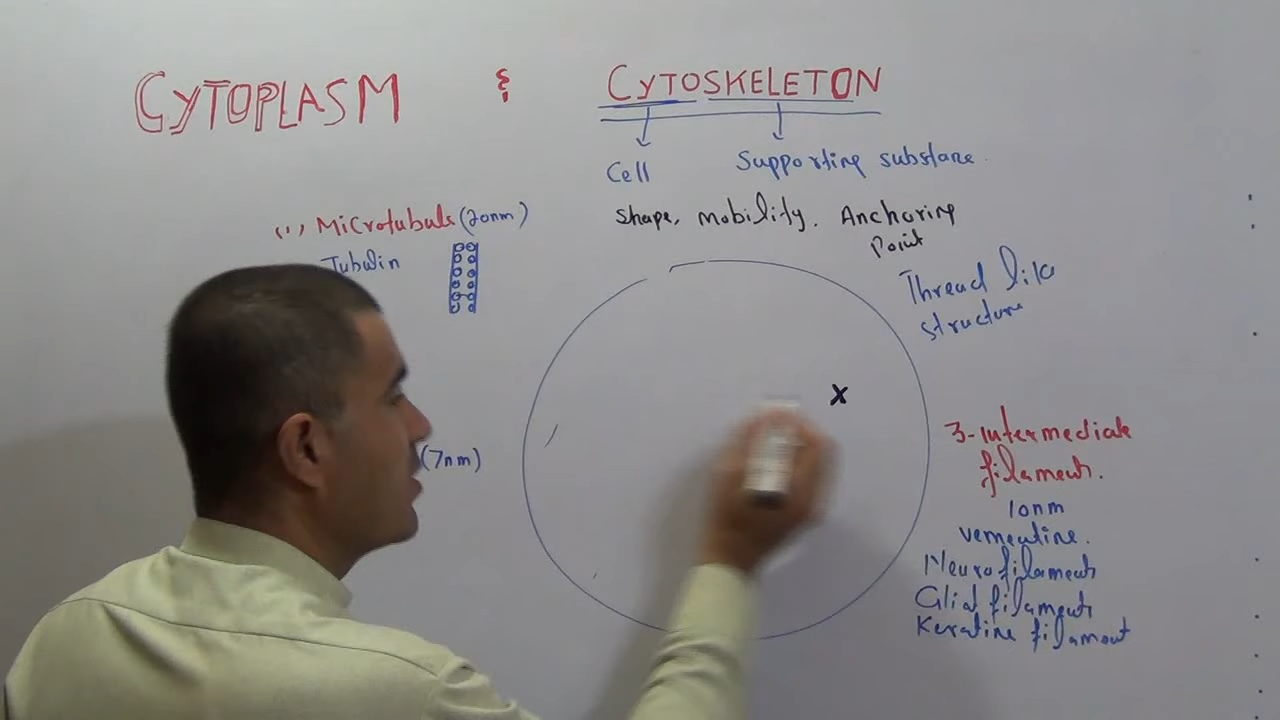 CYTOPLASM & CYTOSKELETON
Cell
Supporting substane
Shape, mobility. Anchoring
Point
(1) Microtubule (20nm)
Tubulin
Thread like
structure
x
(7nm)
3-Intermediate
filament.
10nm
vementine.
Neurofilament
Glial filament
Keratine filament